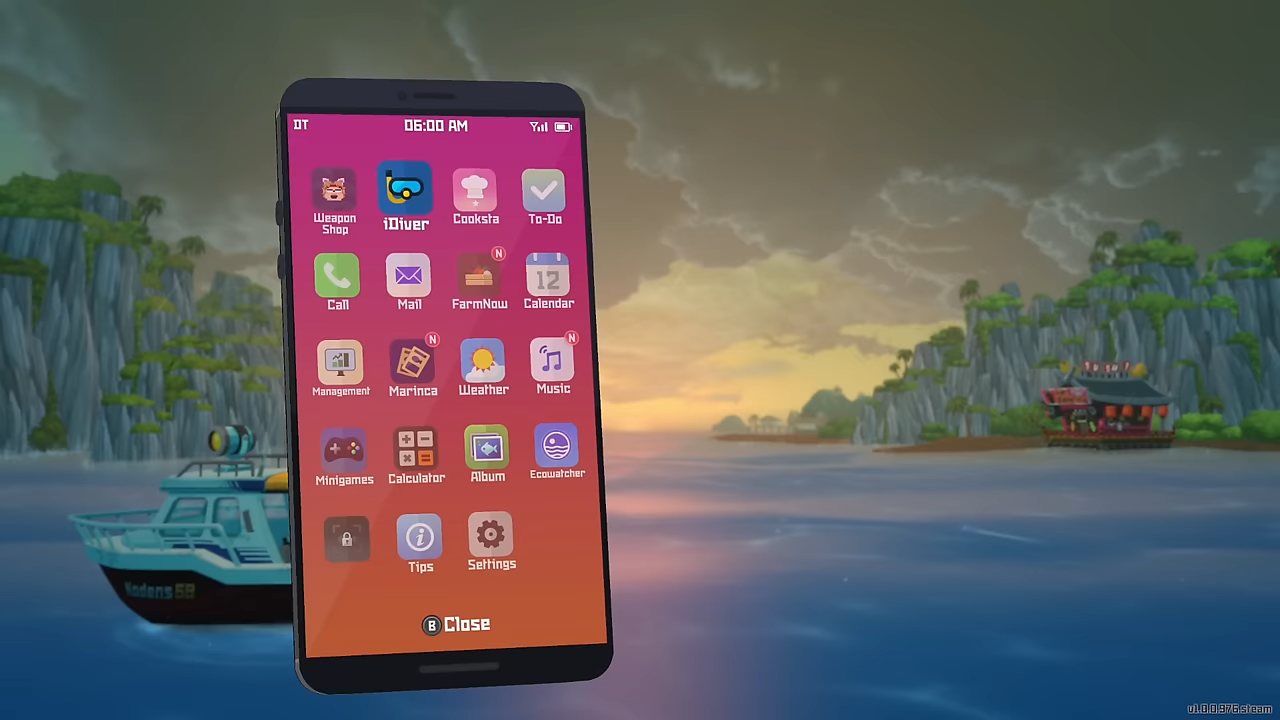 DT
06:00 AM
Weapon
Shop
iDiver
Cooksta
To-Do
Call
Mail
N
FarmNow
12
Calendar
Management
N
Marinca
Weather
N
Music
Minigames
Calculator
Album
Ecowatcher
Tips
Settings
B Close
v1.0.0.976.steam